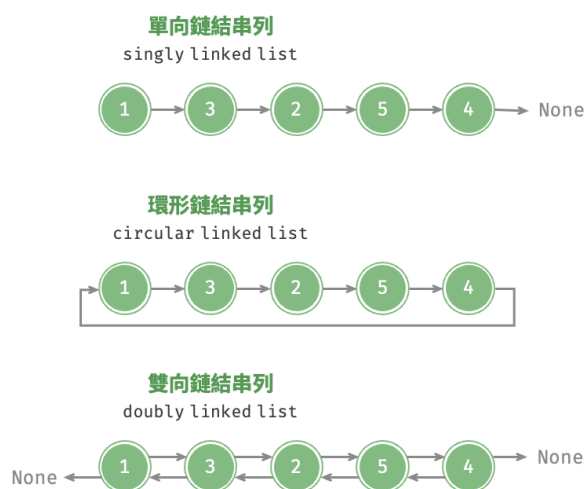 單向鏈結串列
singly linked list
1 3 2 5 4 None
環形鏈結串列
circular linked list
1 3 2 5 4
雙向鏈結串列
doubly linked list
None 1 3 2 5 4 None